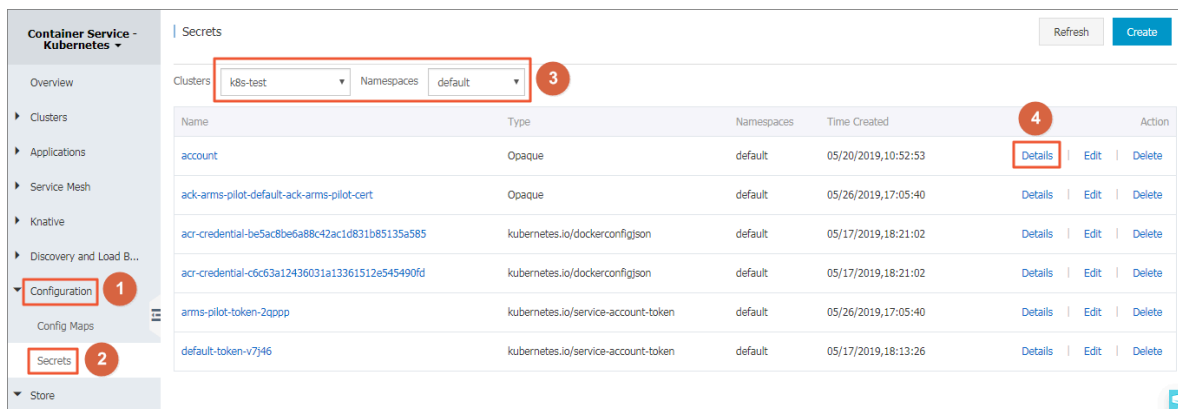 Container Service -
Kubernetes
Secrets
Refresh
Create
Overview
Clusters
k8s-test
Namespaces
default
3
Clusters
Name
Type
Namespaces
Time Created
4
Action
Applications
account
Opaque
default
05/20/2019,10:52:53
Details
Edit
Delete
Service Mesh
ack-arms-pilot-default-ack-arms-pilot-cert
Opaque
default
05/26/2019,17:05:40
Details
Edit
Delete
Knative
acr-credential-be5ac8be6a88c42ac1d831b85135a585
kubernetes.io/dockerconfigjson
default
05/17/2019,18:21:02
Details
Edit
Delete
Discovery and Load B...
acr-credential-c6c63a12436031a13361512e545490fd
kubernetes.io/dockerconfigjson
default
05/17/2019,18:21:02
Details
Edit
Delete
Configuration
1
arms-pilot-token-2qppp
kubernetes.io/service-account-token
default
05/26/2019,17:05:40
Details
Edit
Delete
Config Maps
default-token-v7j46
kubernetes.io/service-account-token
default
05/17/2019,18:13:26
Details
Edit
Delete
Secrets
2
Store